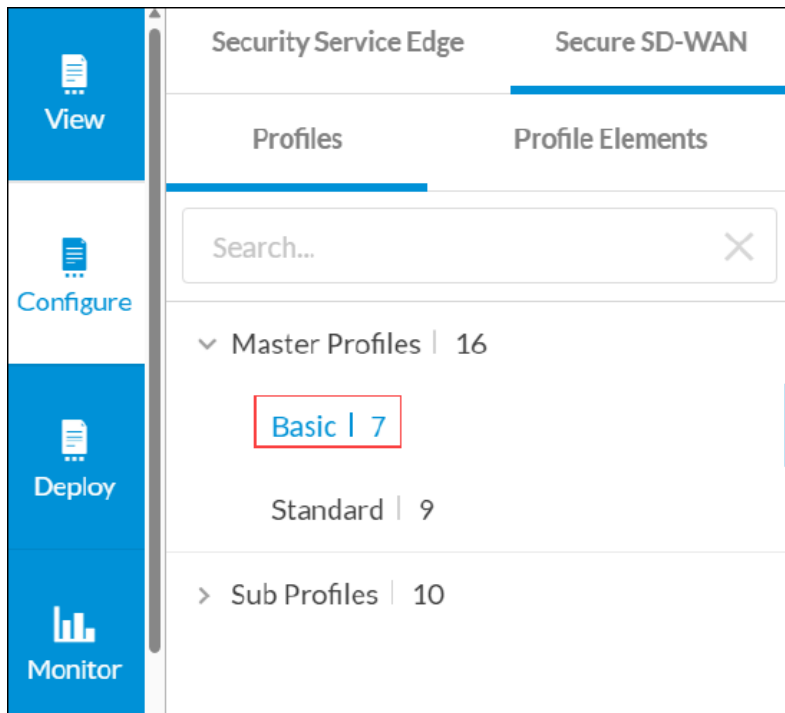 View
Configure
Deploy
Monitor
Security Service Edge
Secure SD-WAN
Profiles
Profile Elements
Search...
Master Profiles | 16
Basic | 7
Standard | 9
Sub Profiles | 10